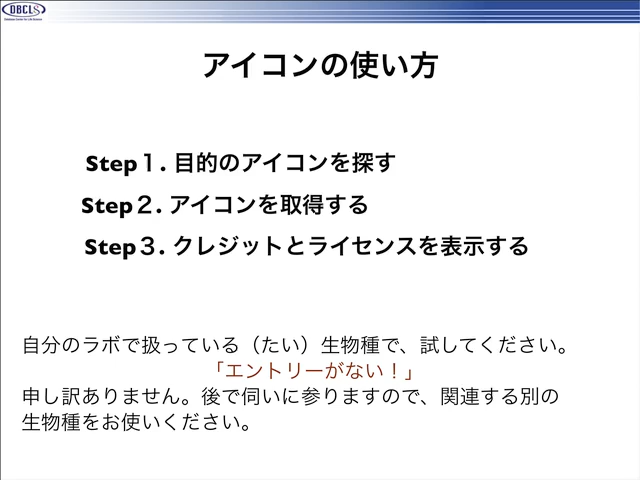 DBCLS
アイコンの使い方
Step１. 目的のアイコンを探す
Step２. アイコンを取得する
Step３. クレジットとライセンスを表示する
自分のラボで扱っている（たい）生物種で、試してください。
「エントリーがない！」
申し訳ありません。後で伺いに参りますので、関連する別の
生物種をお使いください。